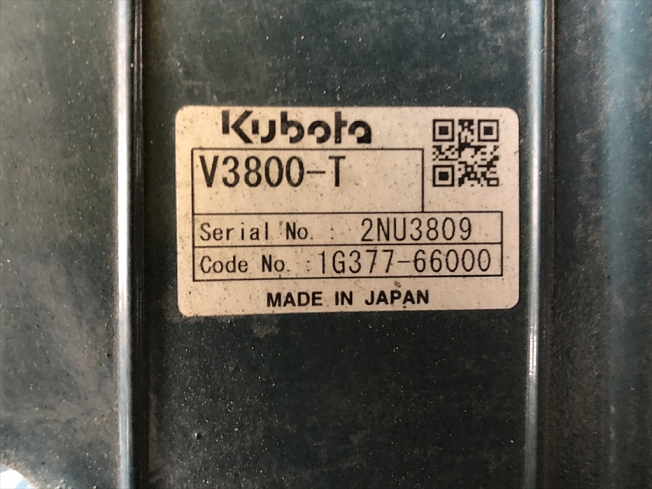 Kubota
V3800-T
Serial No. : 2NU3809
Code No. : 1G377-66000
MADE IN JAPAN